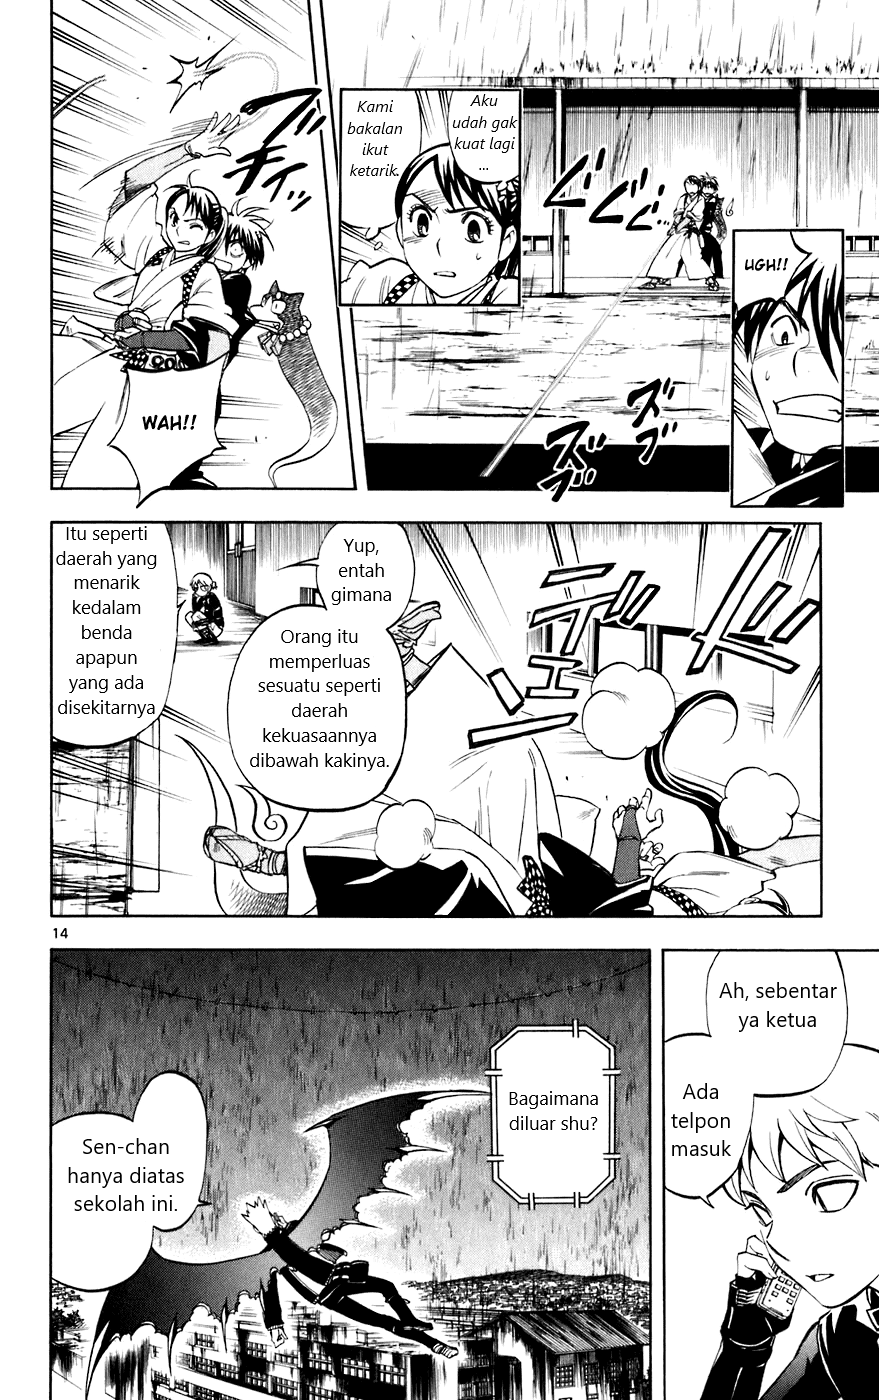 Aku
udah gak
kuat lagi
...
Kami
bakalan
ikut
ketarik.
UGH!!
WAH!!
Yup,
entah
gimana
Orang itu
memperluas
sesuatu seperti
daerah
kekuasaannya
dibawah kakinya.
Itu seperti
daerah yang
menarik
kedalam
benda
apapun
yang ada
disekitarnya
14
Ah, sebentar
ya ketua
Ada
telpon
masuk
Bagaimana
diluar shu?
Sen-chan
hanya diatas
sekolah ini.